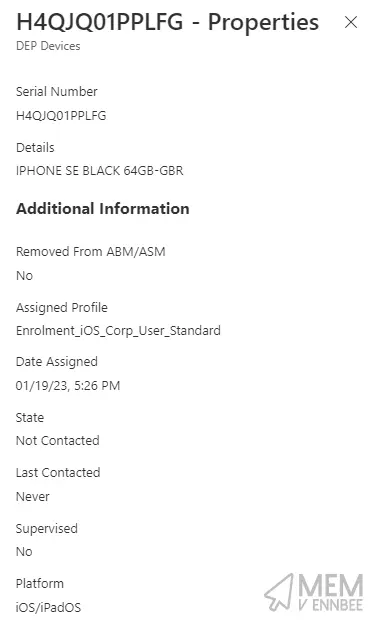 H4QJQ01PPLFG - Properties
DEP Devices
Serial Number
H4QJQ01PPLFG
Details
IPHONE SE BLACK 64GB-GBR
Additional Information
Removed From ABM/ASM
No
Assigned Profile
Enrolment_iOS_Corp_User_Standard
Date Assigned
01/19/23, 5:26 PM
State
Not Contacted
Last Contacted
Never
Supervised
No
Platform
iOS/iPadOS
MEM
V ENNBEE